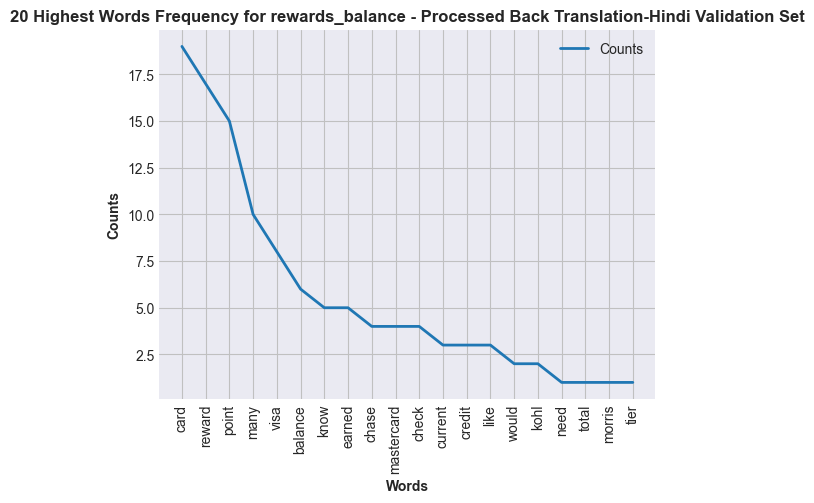 20 Highest Words Frequency for rewards_balance - Processed Back Translation-Hindi Validation Set
Counts
17.5
15.0
12.5
10.0
7.5
5.0
2.5
Counts
card
reward
point
many
visa
balance
know
earned
chase
mastercard
check
current
credit
like
would
kohl
need
total
morris
tier
Words